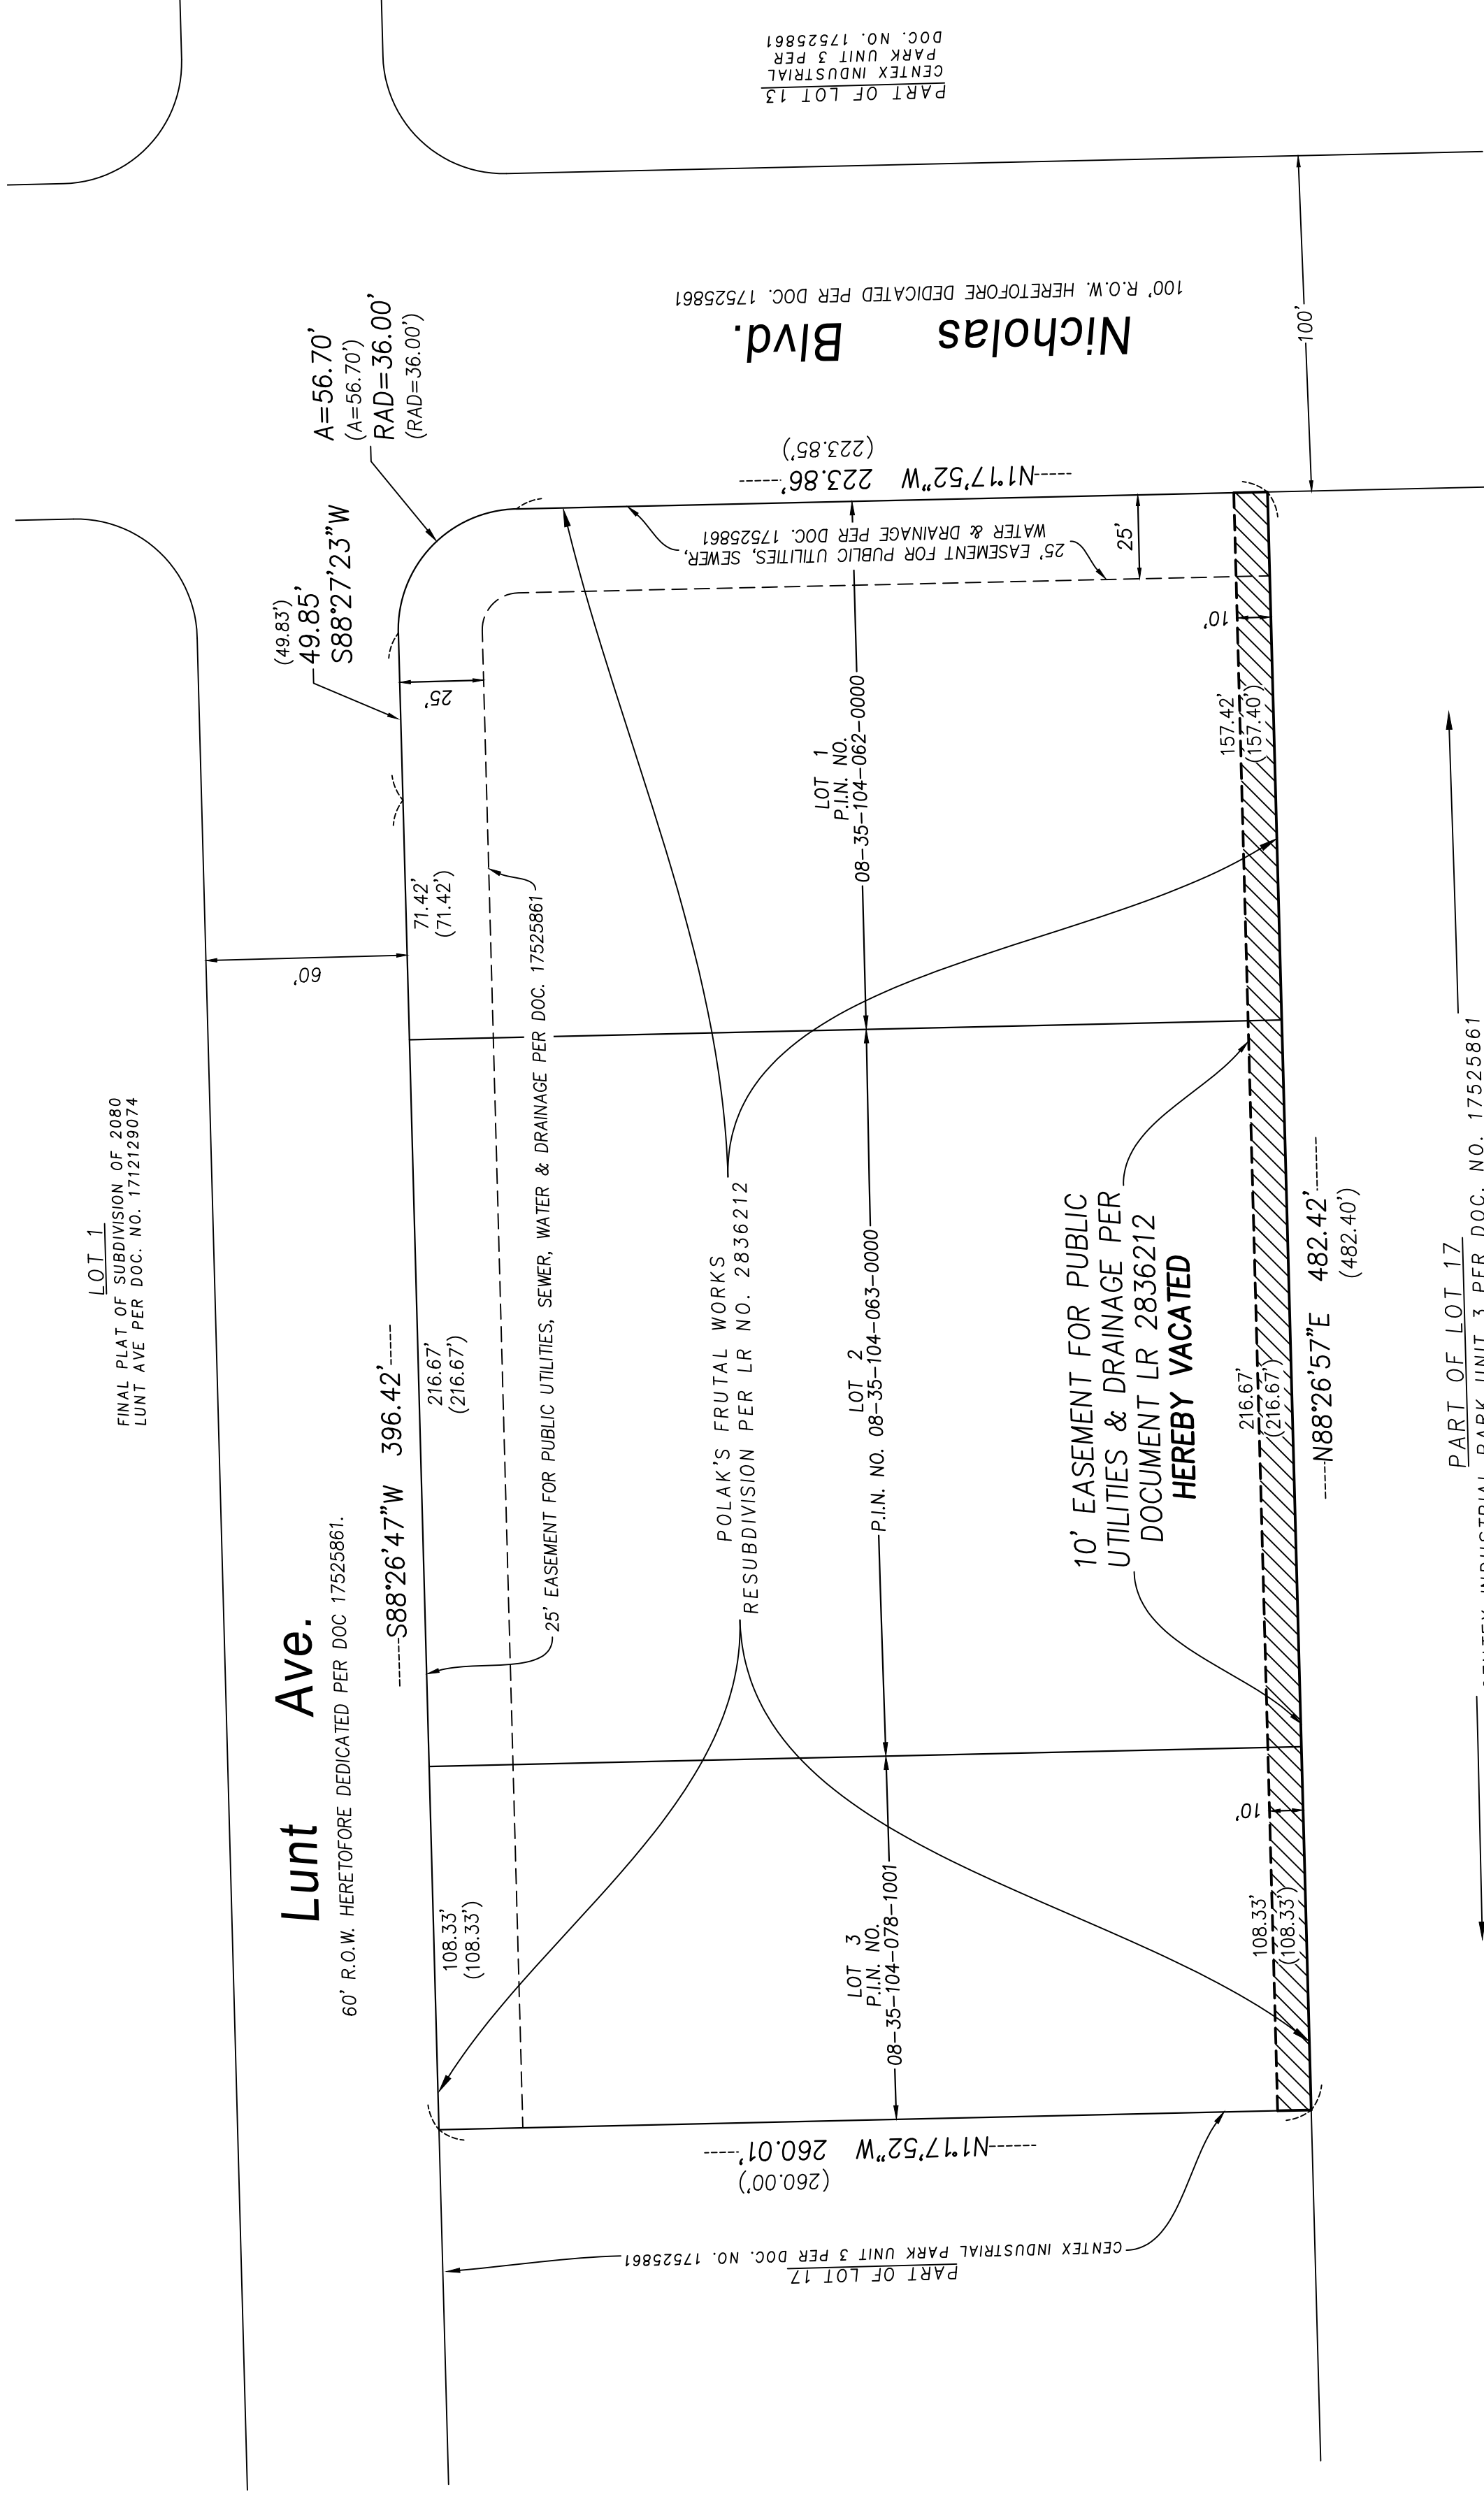 PART OF LOT 13
CENTEX INDUSTRIAL
PARK UNIT 3 PER
DOC. NO. 17525861
100' R.O.W. HERETOFORE DEDICATED PER DOC. 17525861
Nicholas Blvd.
100'
A=56.70'
(A=56.70')
RAD=36.00'
(RAD=36.00')
(49.83')
49.85'
S88°27'23"W
(223.85')
N1°17'52"W 223.86'
25' EASEMENT FOR PUBLIC UTILITIES, SEWER,
WATER & DRAINAGE PER DOC. 17525861
25'
25'
10'
157.42'
(157.40')
LOT 1
P.I.N. NO.
08-35-104-062-0000
71.42'
(71.42')
60'
LOT 1
FINAL PLAT OF SUBDIVISION OF 2080
LUNT AVE PER DOC. NO. 1712129074
Lunt Ave.
60' R.O.W. HERETOFORE DEDICATED PER DOC 17525861.
S88°26'47"W 396.42'
216.67'
(216.67')
25' EASEMENT FOR PUBLIC UTILITIES, SEWER, WATER & DRAINAGE PER DOC. 17525861
POLAK'S FRUTAL WORKS
RESUBDIVISION PER LR NO. 2836212
LOT 2
P.I.N. NO. 08-35-104-063-0000
10' EASEMENT FOR PUBLIC
UTILITIES & DRAINAGE PER
DOCUMENT LR 2836212
HEREBY VACATED
216.67'
(216.67')
N88°26'57"E 482.42'
(482.40')
PART OF LOT 17
CENTEX INDUSTRIAL PARK UNIT 3 PER DOC. NO. 17525861
108.33'
(108.33')
LOT 3
P.I.N. NO.
08-35-104-078-1001
10'
108.33'
(108.33')
N1°17'52"W 260.01'
(260.00')
PART OF LOT 17
CENTEX INDUSTRIAL PARK UNIT 3 PER DOC. NO. 17525861